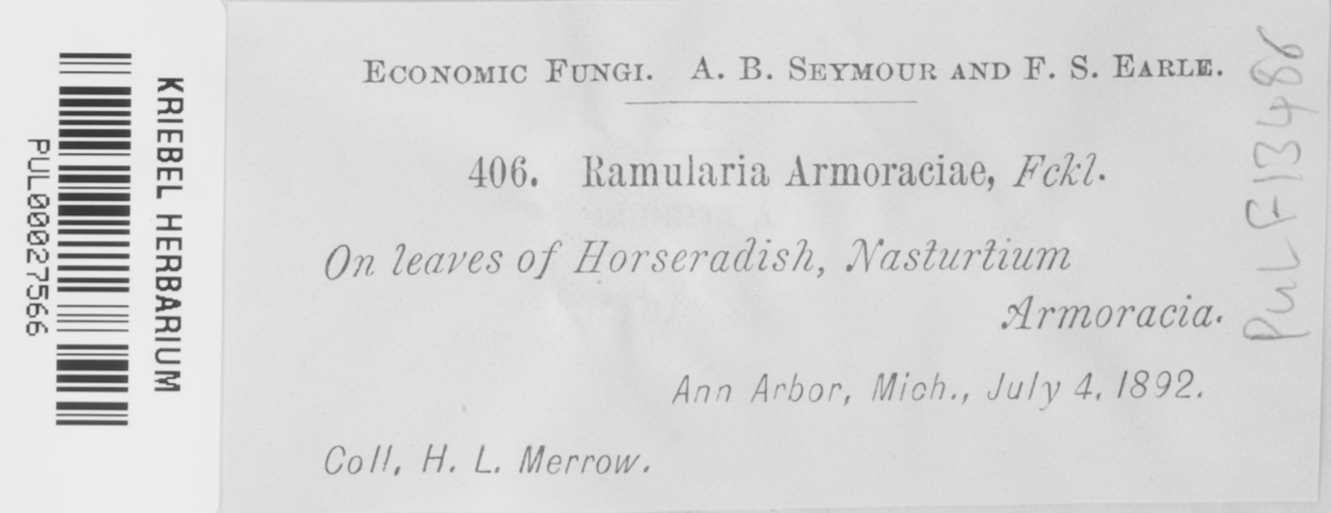 KRIEBEL HERBARIUM
PUL00027566
ECONOMIC FUNGI. A. B. SEYMOUR AND F. S. EARLE.
406. Ramularia Armoraciae, Fckl.
On leaves of Horseradish, Nasturtium
Armoracia.
Ann Arbor, Mich., July 4, 1892.
Coll, H. L. Merrow.
PuL F13486